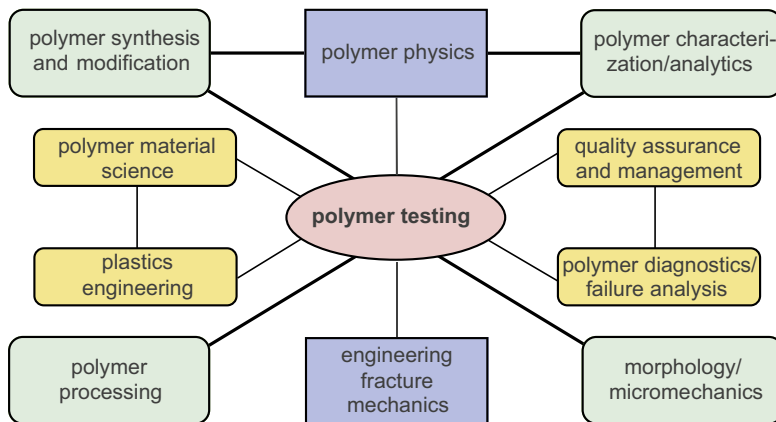 polymer synthesis
and modification
polymer physics
polymer characteri-
zation/analytics
polymer material
science
quality assurance
and management
polymer testing
plastics
engineering
polymer diagnostics/
failure analysis
polymer
processing
engineering
fracture
mechanics
morphology/
micromechanics